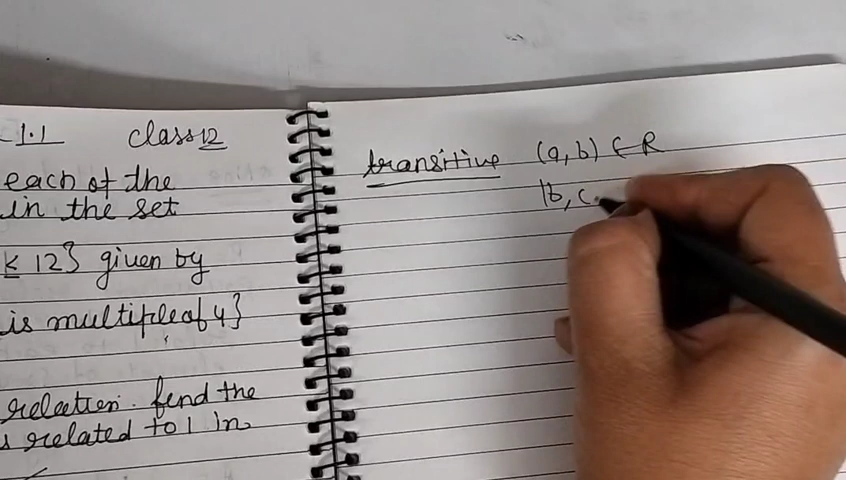 1.1 class 12
each of the
in the set
≤ 12} given by
is multiple of 4}
relation. find the
s related to 1 in
transitive (a, b) ∈ R
(b, c